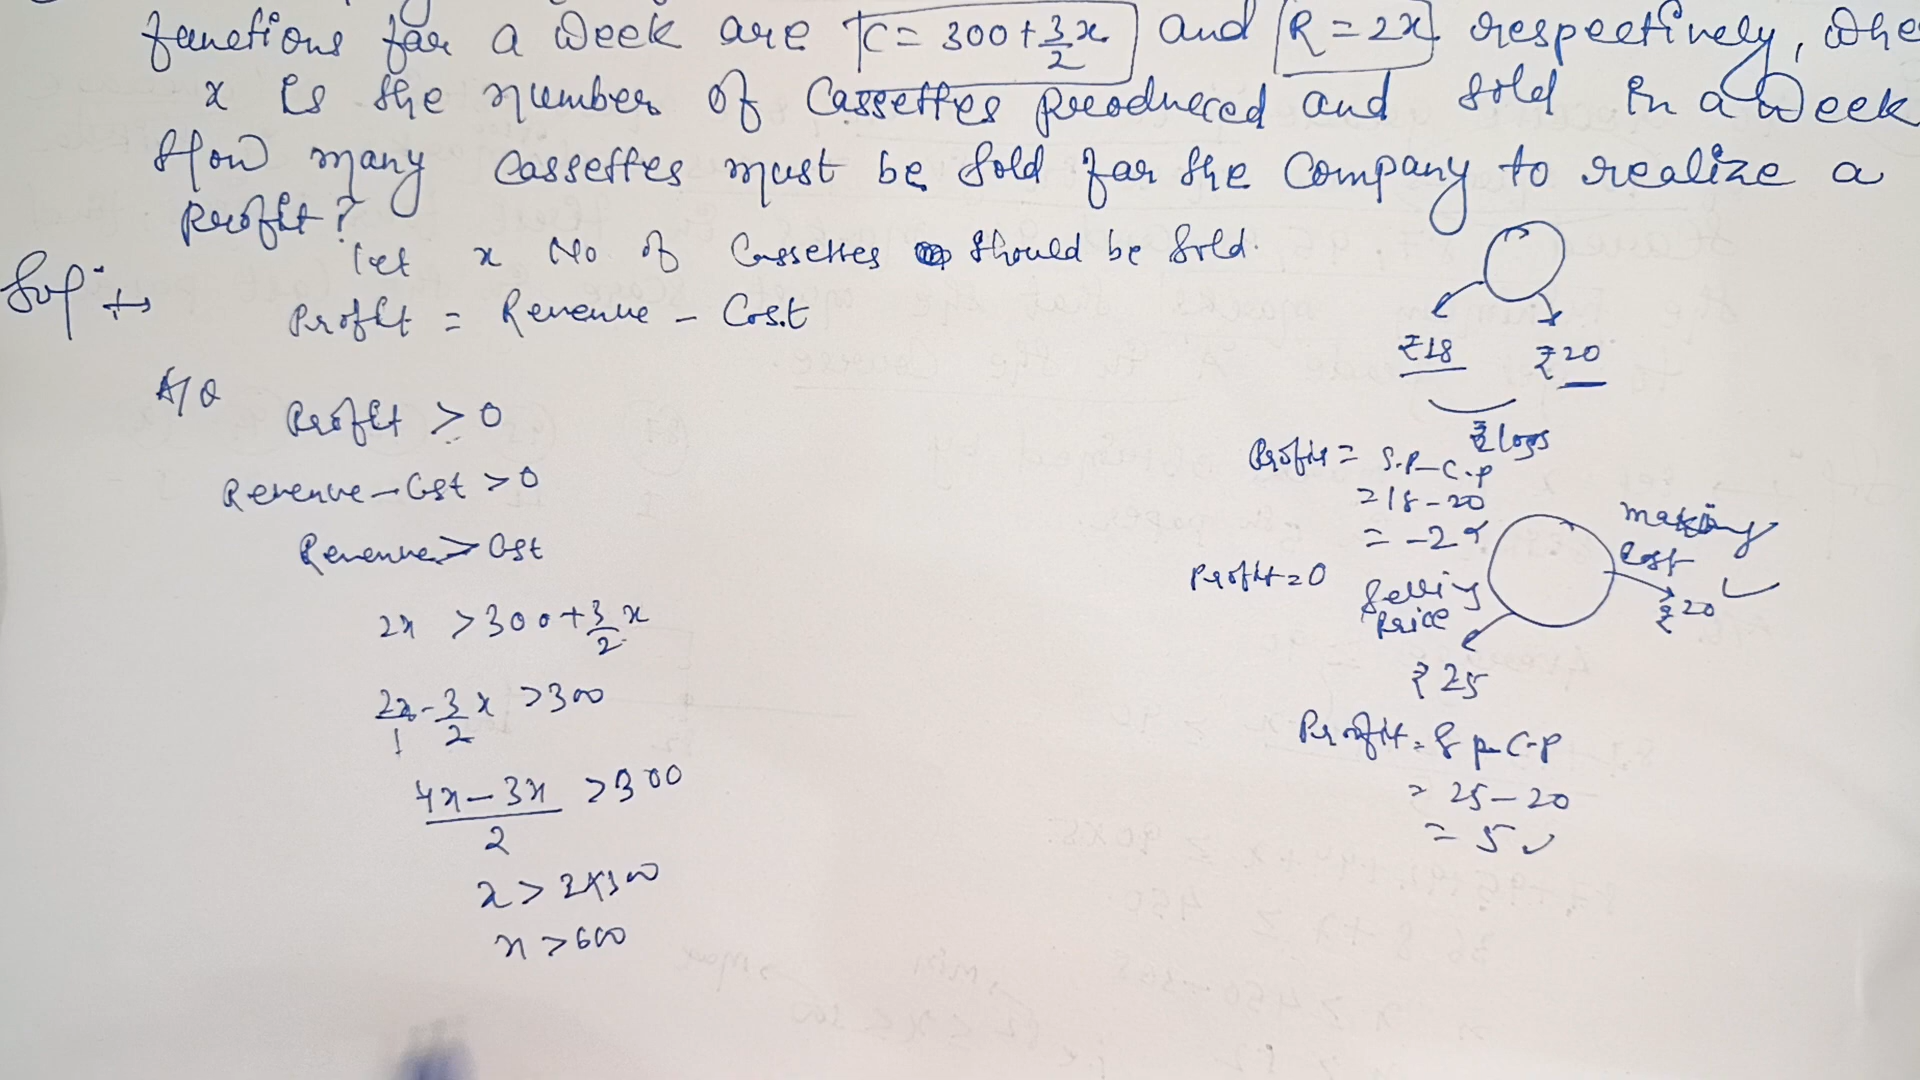 functions for a Week are C = 300 + 3/2 x and R = 2x respectively, whe
x is the number of Cassettes produced and sold in a Week
How many cassettes must be sold for the Company to realize a
profit?
Sol :→
let x No of Cassettes should be sold.
Profit = Revenue - Cost
A/Q
Profit > 0
Revenue - Cost > 0
Revenue > Cost
2x > 300 + 3/2 x
2x/1 - 3/2 x > 300
4x - 3x / 2 > 300
x > 2×300
x > 600
₹18 ₹20
₹2 loss
Profit = S.P - C.P
= 18 - 20
= -2
Profit = 0
Making
Cost
₹20
Selling
Price
₹25
Profit = S P - C.P
= 25 - 20
= 5